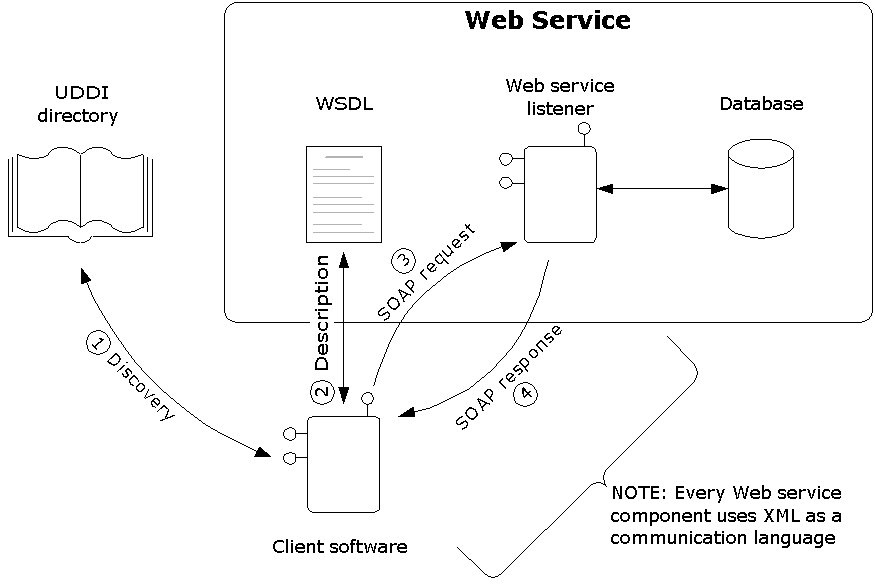 Web Service
UDDI
directory
WSDL
Web service
listener
Database
1 Discovery
2 Description
3
SOAP request
SOAP response
4
Client software
NOTE: Every Web service
component uses XML as a
communication language